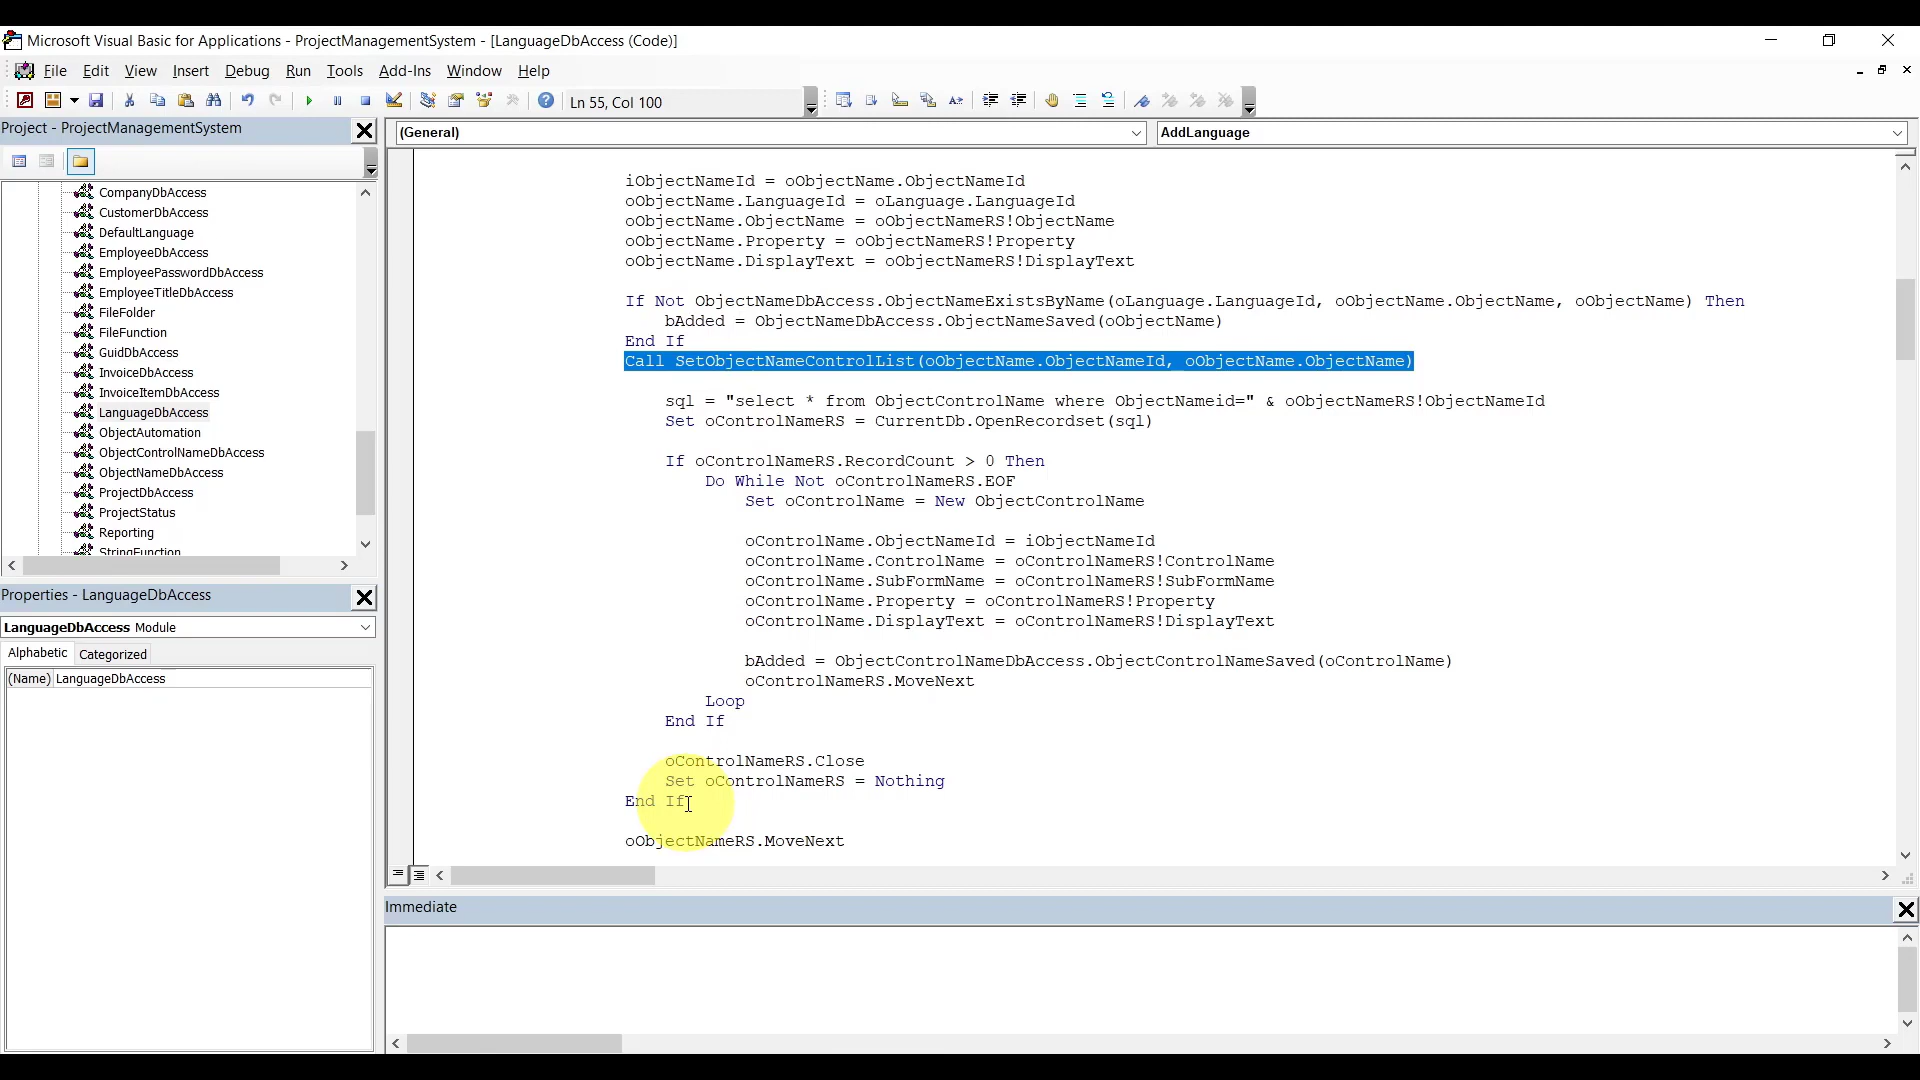 Microsoft Visual Basic for Applications - ProjectManagementSystem - [LanguageDbAccess (Code)]
File Edit View Insert Debug Run Tools Add-Ins Window Help
Ln 55, Col 100
Project - ProjectManagementSystem
CompanyDbAccess
CustomerDbAccess
DefaultLanguage
EmployeeDbAccess
EmployeePasswordDbAccess
EmployeeTitleDbAccess
FileFolder
FileFunction
GuidDbAccess
InvoiceDbAccess
InvoiceItemDbAccess
LanguageDbAccess
ObjectAutomation
ObjectControlNameDbAccess
ObjectNameDbAccess
ProjectDbAccess
ProjectStatus
Reporting
StringFunction
Properties - LanguageDbAccess
LanguageDbAccess Module
Alphabetic Categorized
(Name) LanguageDbAccess
(General) AddLanguage
iObjectNameId = oObjectName.ObjectNameId
oObjectName.LanguageId = oLanguage.LanguageId
oObjectName.ObjectName = oObjectNameRS!ObjectName
oObjectName.Property = oObjectNameRS!Property
oObjectName.DisplayText = oObjectNameRS!DisplayText
If Not ObjectNameDbAccess.ObjectNameExistsByName(oLanguage.LanguageId, oObjectName.ObjectName, oObjectName) Then
bAdded = ObjectNameDbAccess.ObjectNameSaved(oObjectName)
End If
Call SetObjectNameControlList(oObjectName.ObjectNameId, oObjectName.ObjectName)
sql = "select * from ObjectControlName where ObjectNameid=" & oObjectNameRS!ObjectNameId
Set oControlNameRS = CurrentDb.OpenRecordset(sql)
If oControlNameRS.RecordCount > 0 Then
Do While Not oControlNameRS.EOF
Set oControlName = New ObjectControlName
oControlName.ObjectNameId = iObjectNameId
oControlName.ControlName = oControlNameRS!ControlName
oControlName.SubFormName = oControlNameRS!SubFormName
oControlName.Property = oControlNameRS!Property
oControlName.DisplayText = oControlNameRS!DisplayText
bAdded = ObjectControlNameDbAccess.ObjectControlNameSaved(oControlName)
oControlNameRS.MoveNext
Loop
End If
oControlNameRS.Close
Set oControlNameRS = Nothing
End If
oObjectNameRS.MoveNext
Immediate